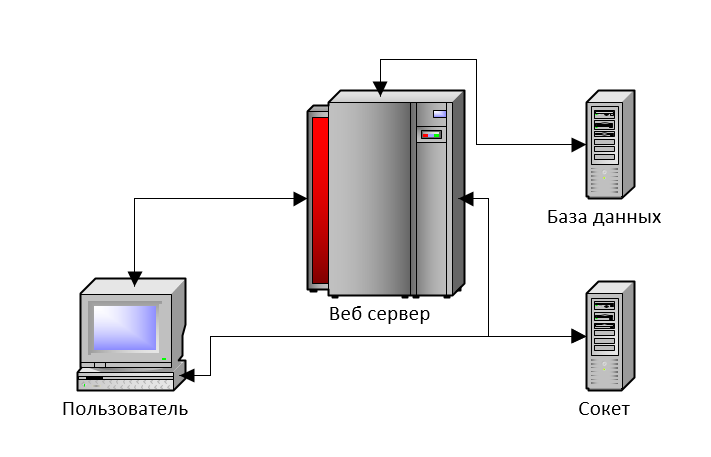 База данных
Веб сервер
Пользователь
Сокет